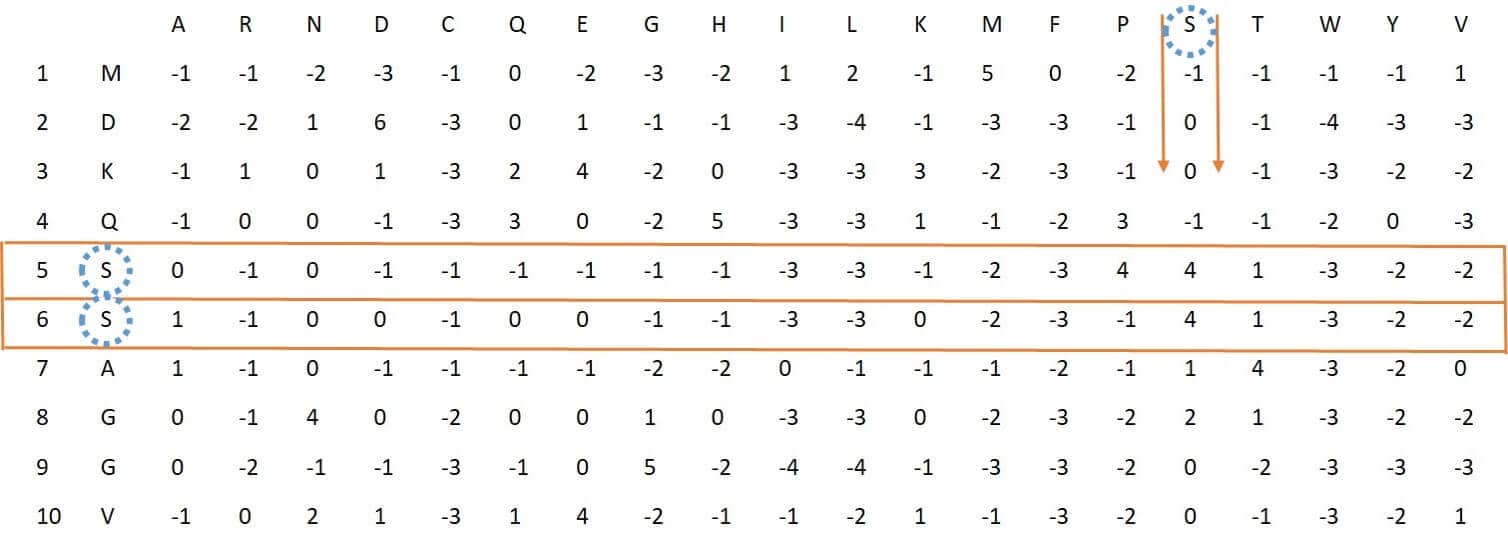 A R N D C Q E G H I L K M F P S T W Y V
1 M -1 -1 -2 -3 -1 0 -2 -3 -2 1 2 -1 5 0 -2 -1 -1 -1 -1 1
2 D -2 -2 1 6 -3 0 1 -1 -1 -3 -4 -1 -3 -3 -1 0 -1 -4 -3 -3
3 K -1 1 0 1 -3 2 4 -2 0 -3 -3 3 -2 -3 -1 0 -1 -3 -2 -2
4 Q -1 0 0 -1 -3 3 0 -2 5 -3 -3 1 -1 -2 3 -1 -1 -2 0 -3
5 S 0 -1 0 -1 -1 -1 -1 -1 -1 -3 -3 -1 -2 -3 4 4 1 -3 -2 -2
6 S 1 -1 0 0 -1 0 0 -1 -1 -3 -3 0 -2 -3 -1 4 1 -3 -2 -2
7 A 1 -1 0 -1 -1 -1 -1 -2 -2 0 -1 -1 -1 -2 -1 1 4 -3 -2 0
8 G 0 -1 4 0 -2 0 0 1 0 -3 -3 0 -2 -3 -2 2 1 -3 -2 -2
9 G 0 -2 -1 -1 -3 -1 0 5 -2 -4 -4 -1 -3 -3 -2 0 -2 -3 -3 -3
10 V -1 0 2 1 -3 1 4 -2 -1 -1 -2 1 -1 -3 -2 0 -1 -3 -2 1